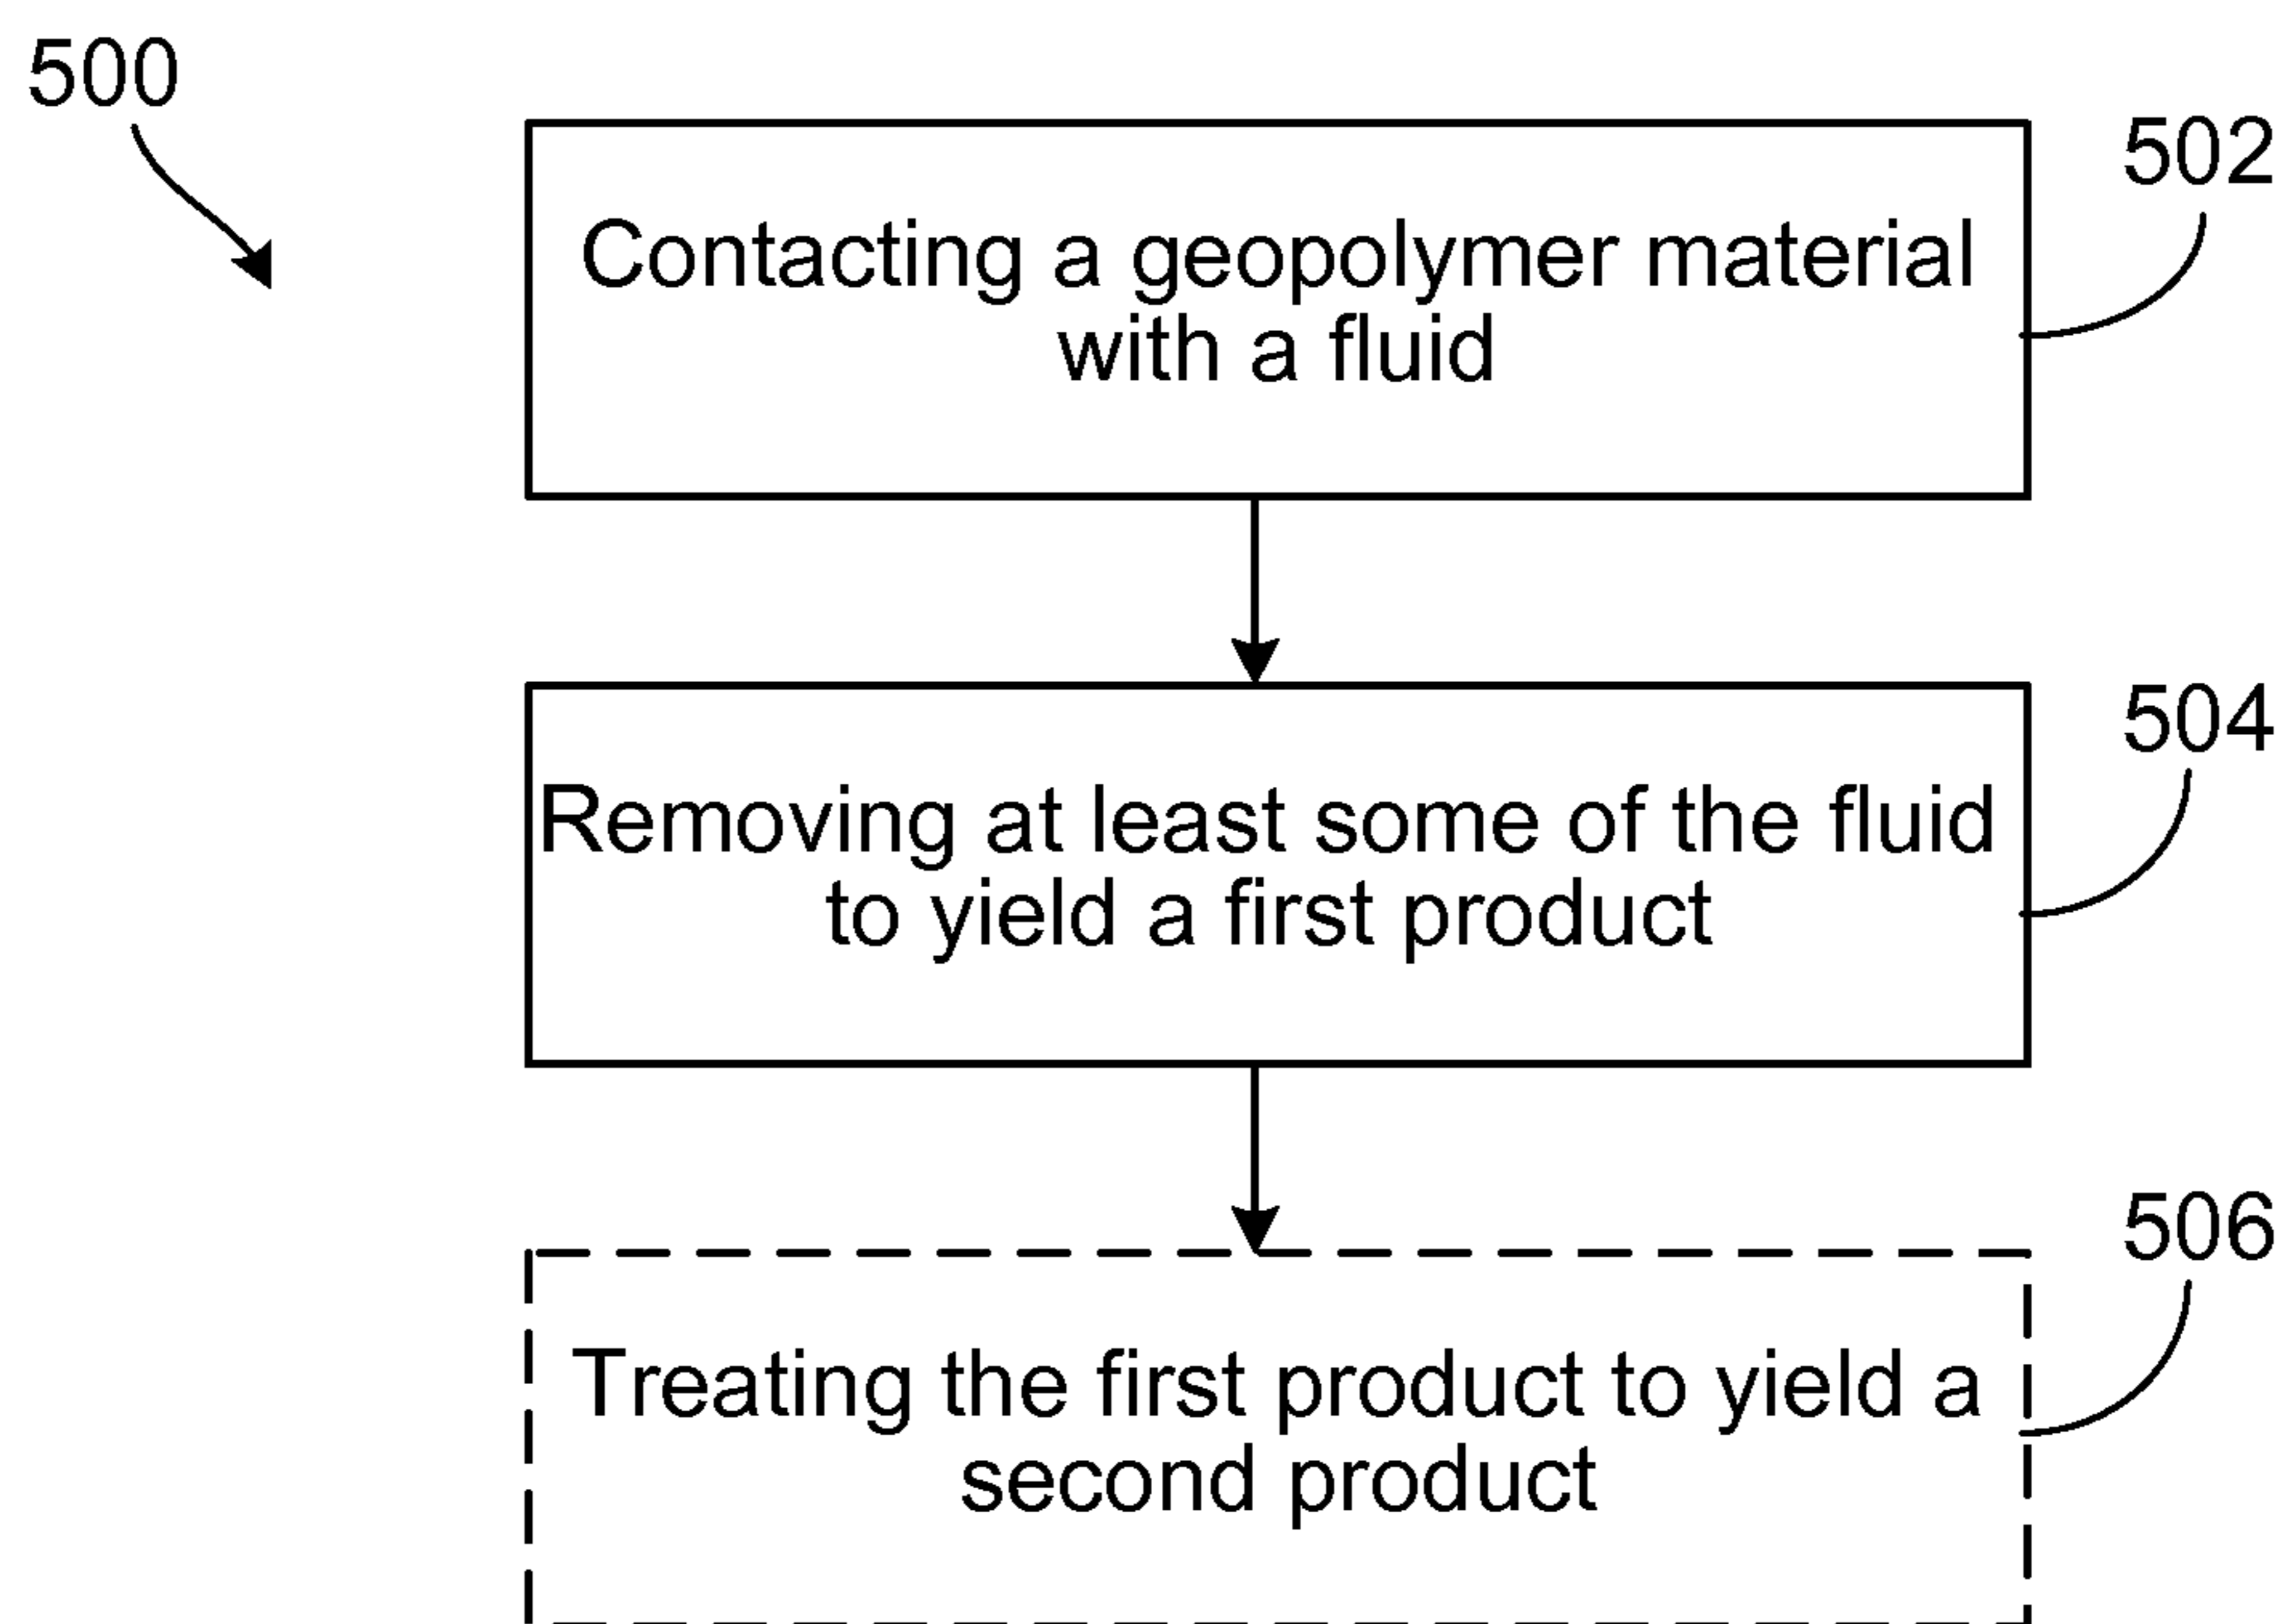 500
502
Contacting a geopolymer material
with a fluid
504
Removing at least some of the fluid
to yield a first product
506
Treating the first product to yield a
second product